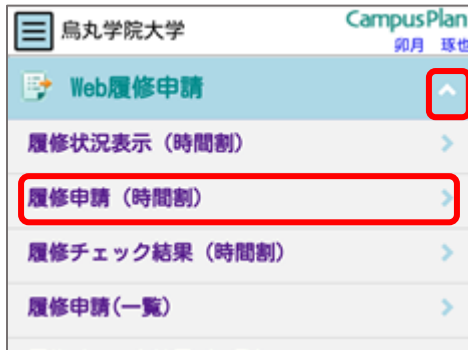 烏丸学院大学
CampusPlan
卯月 琢也
Web履修申請
履修状況表示（時間割）
履修申請（時間割）
履修チェック結果（時間割）
履修申請(一覧)